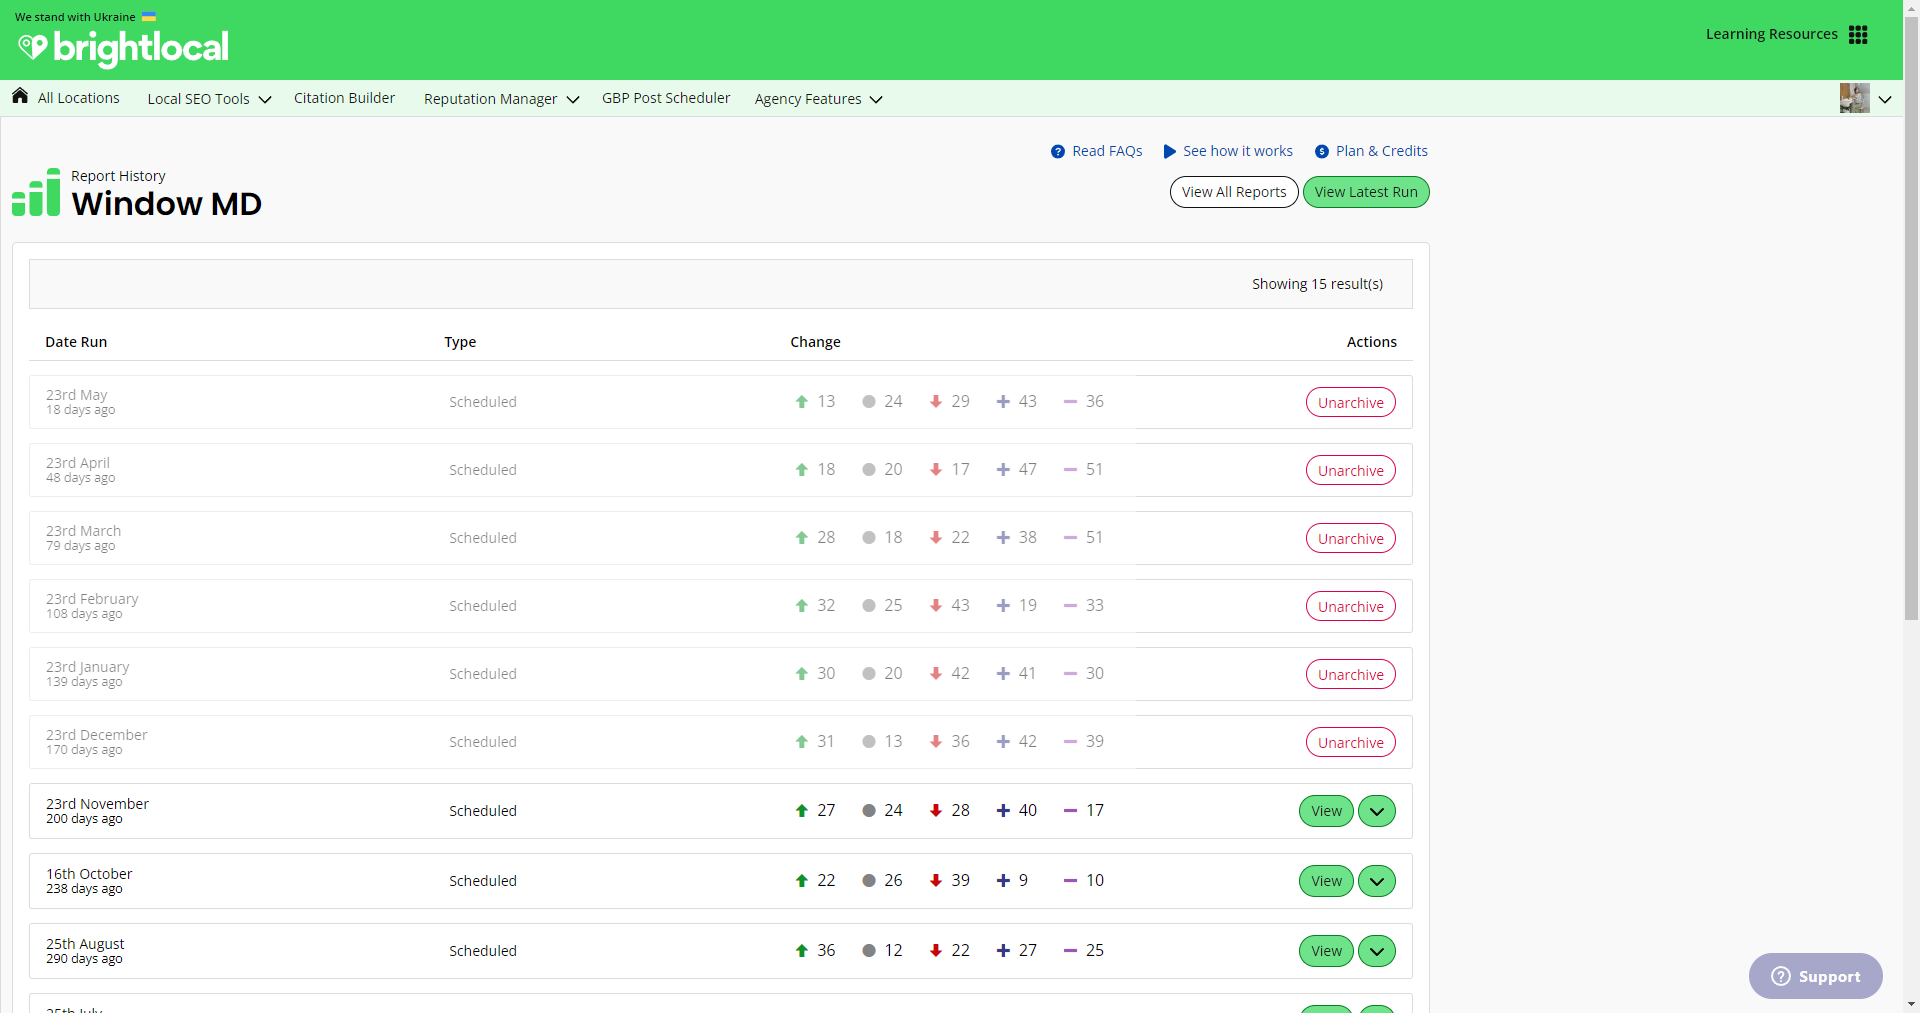 We stand with Ukraine
brightlocal
Learning Resources
All Locations
Local SEO Tools
Citation Builder
Reputation Manager
GBP Post Scheduler
Agency Features
Read FAQs
See how it works
Plan & Credits
Report History
Window MD
View All Reports
View Latest Run
Showing 15 result(s)
Date Run Type Change Actions
23rd May
18 days ago
Scheduled 13 24 29 43 36 Unarchive
23rd April
48 days ago
Scheduled 18 20 17 47 51 Unarchive
23rd March
79 days ago
Scheduled 28 18 22 38 51 Unarchive
23rd February
108 days ago
Scheduled 32 25 43 19 33 Unarchive
23rd January
139 days ago
Scheduled 30 20 42 41 30 Unarchive
23rd December
170 days ago
Scheduled 31 13 36 42 39 Unarchive
23rd November
200 days ago
Scheduled 27 24 28 40 17 View
16th October
238 days ago
Scheduled 22 26 39 9 10 View
25th August
290 days ago
Scheduled 36 12 22 27 25 View
25th July
Support